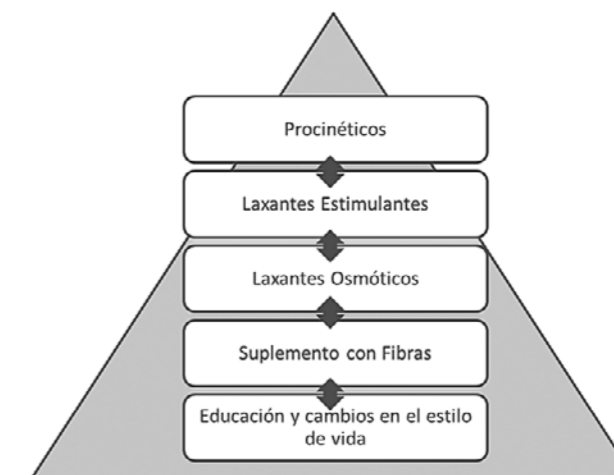 Procinéticos
Laxantes Estimulantes
Laxantes Osmóticos
Suplemento con Fibras
Educación y cambios en el estilo
de vida